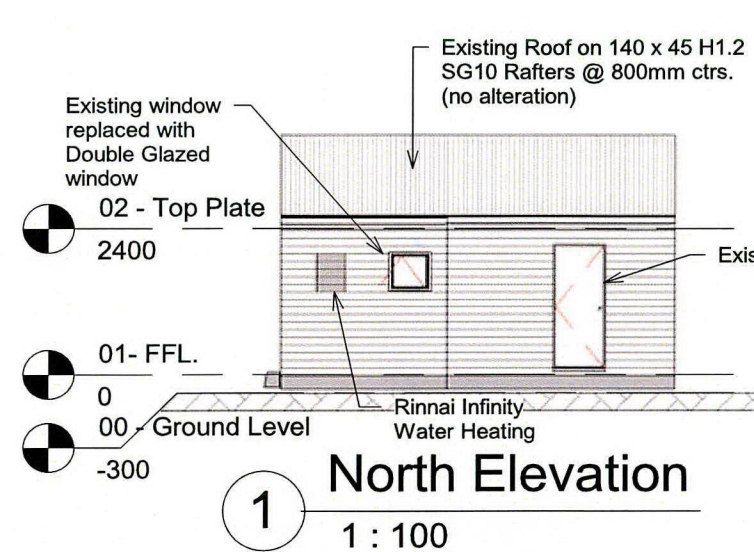 Existing Roof on 140 x 45 H1.2
SG10 Rafters @ 800mm ctrs.
(no alteration)
Existing window
replaced with
Double Glazed
window
02 - Top Plate
2400
Exis
01- FFL.
0
00 - Ground Level
-300
Rinnai Infinity
Water Heating
1
North Elevation
1 : 100